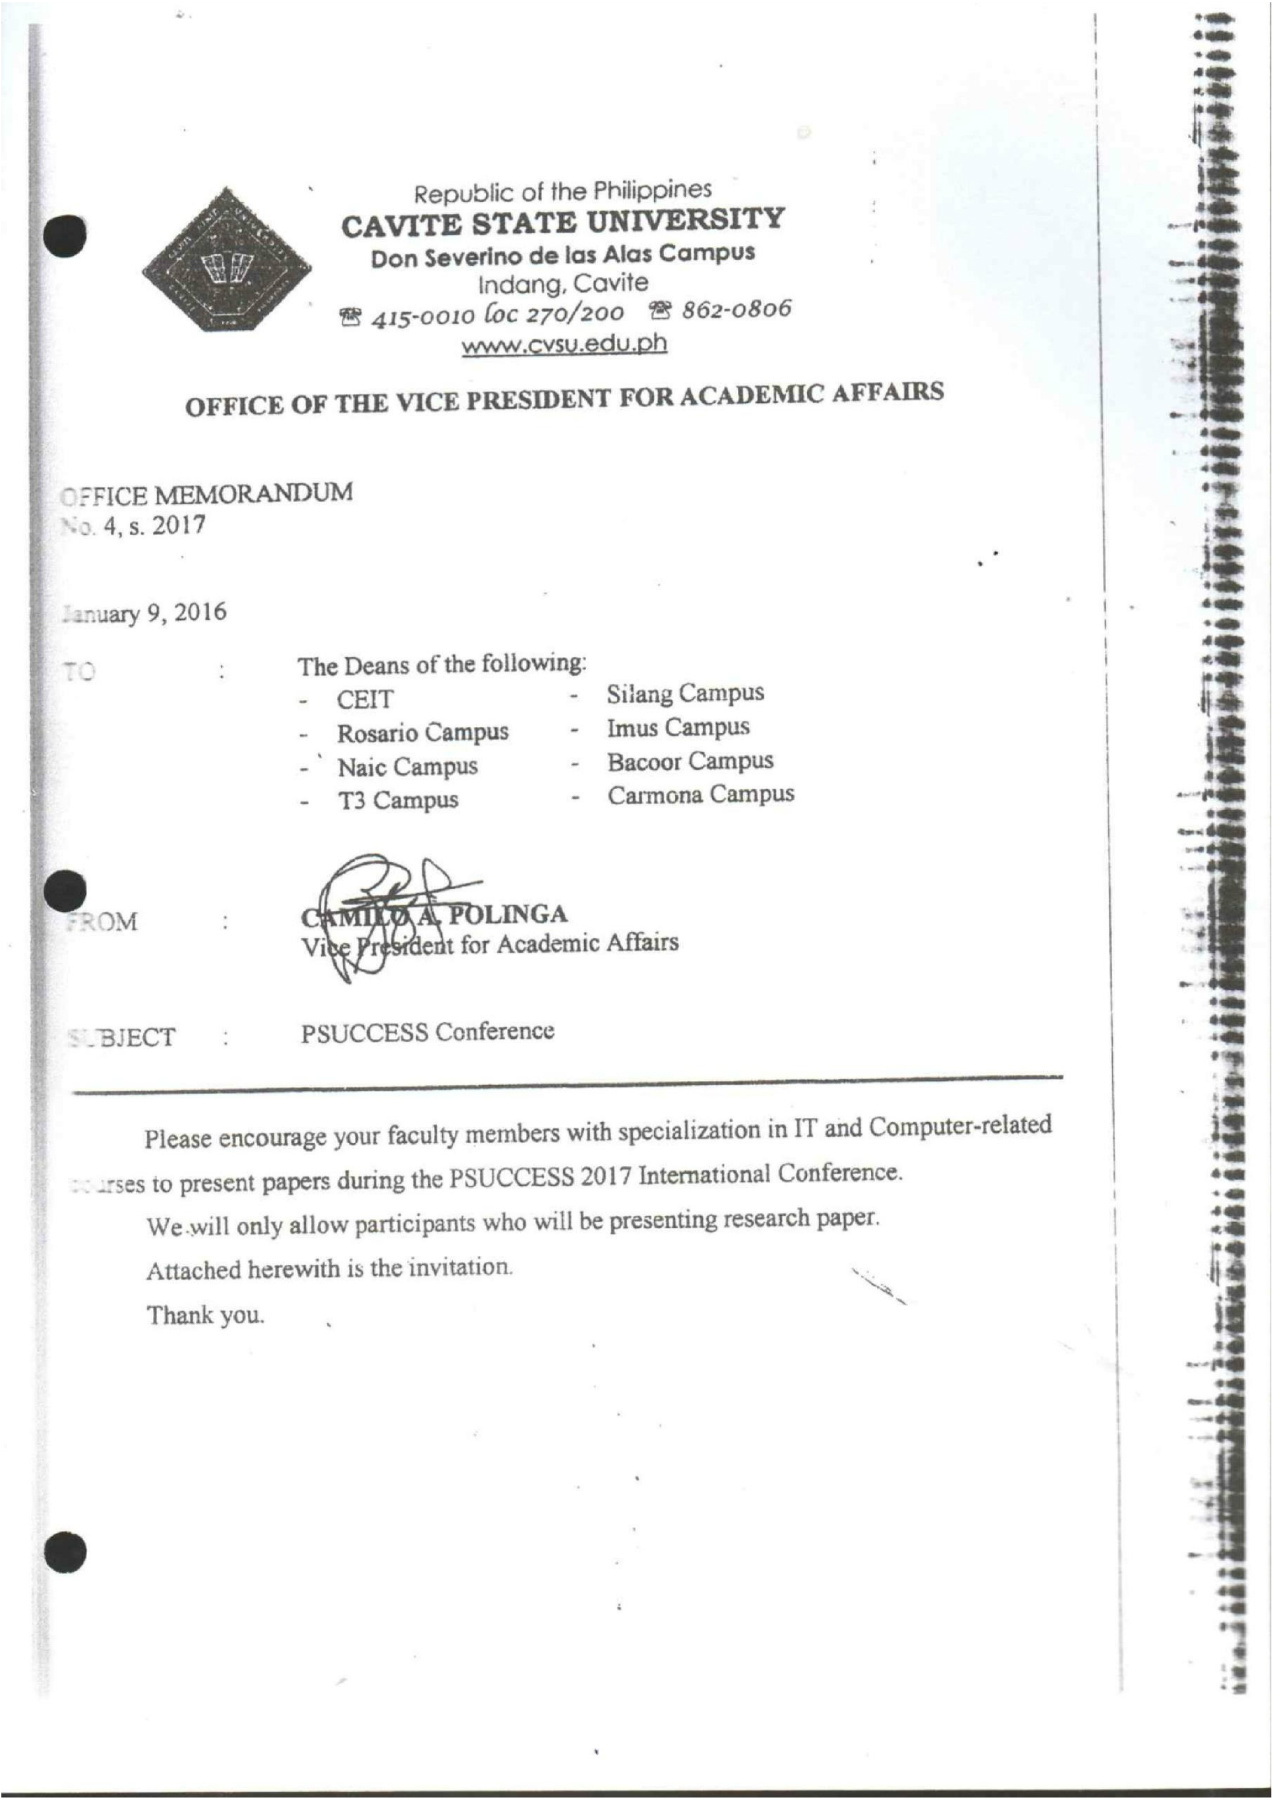 Republic of the Philippines
CAVITE STATE UNIVERSITY
Don Severino de las Alas Campus
Indang, Cavite
☎ 415-0010 loc 270/200 ☎ 862-0806
www.cvsu.edu.ph
OFFICE OF THE VICE PRESIDENT FOR ACADEMIC AFFAIRS
OFFICE MEMORANDUM
No. 4, s. 2017
January 9, 2016
TO : The Deans of the following:
- CEIT - Silang Campus
- Rosario Campus - Imus Campus
- Naic Campus - Bacoor Campus
- T3 Campus - Carmona Campus
FROM : CAMILO A. POLINGA
Vice President for Academic Affairs
SUBJECT : PSUCCESS Conference
Please encourage your faculty members with specialization in IT and Computer-related
courses to present papers during the PSUCCESS 2017 International Conference.
We will only allow participants who will be presenting research paper.
Attached herewith is the invitation.
Thank you.